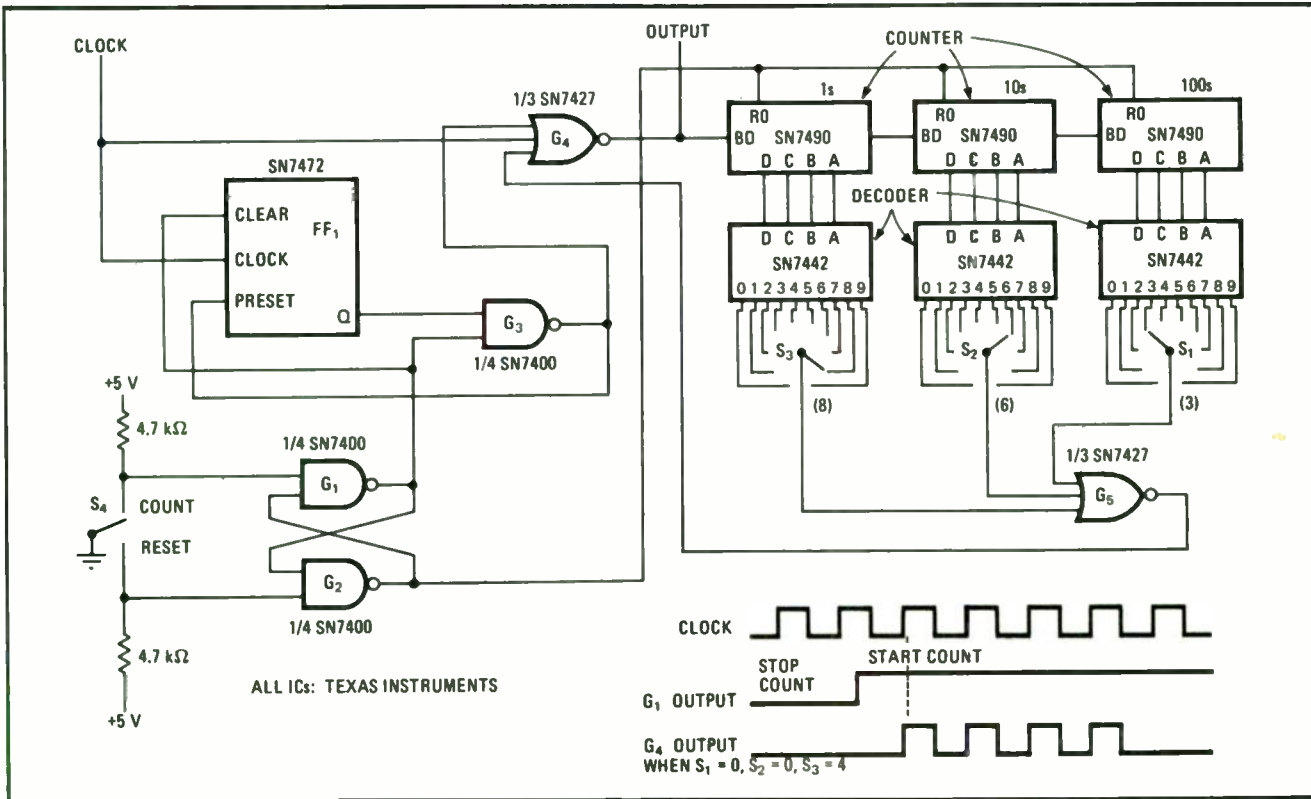 CLOCK
OUTPUT
COUNTER
1/3 SN7427
G4
1s
R0
BD SN7490
D C B A
10s
R0
BD SN7490
D C B A
100s
R0
BD SN7490
D C B A
SN7472
CLEAR
FF1
CLOCK
PRESET
Q
G3
1/4 SN7400
DECODER
D C B A
SN7442
0 1 2 3 4 5 6 7 8 9
S3
(8)
D C B A
SN7442
0 1 2 3 4 5 6 7 8 9
S2
(6)
D C B A
SN7442
0 1 2 3 4 5 6 7 8 9
S1
(3)
+5 V
4.7 kΩ
1/4 SN7400
G1
S4 COUNT
RESET
G2
1/4 SN7400
4.7 kΩ
+5 V
1/3 SN7427
G5
ALL ICs: TEXAS INSTRUMENTS
CLOCK
STOP COUNT
START COUNT
G1 OUTPUT
G4 OUTPUT
WHEN S1 = 0, S2 = 0, S3 = 4